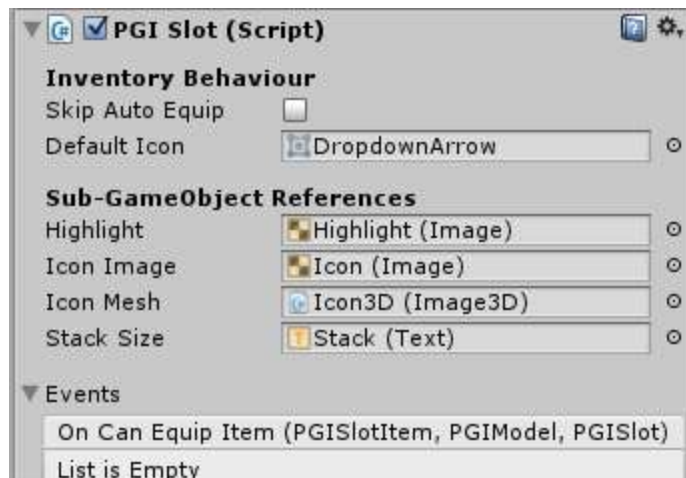 PGI Slot (Script)
Inventory Behaviour
Skip Auto Equip
Default Icon DropdownArrow
Sub-GameObject References
Highlight Highlight (Image)
Icon Image Icon (Image)
Icon Mesh Icon3D (Image3D)
Stack Size Stack (Text)
Events
On Can Equip Item (PGISlotItem, PGIModel, PGISlot)
List is Empty